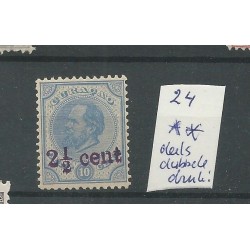 CURAÇAO
2½ cent
10
24
**
deels
dubbele
druk!